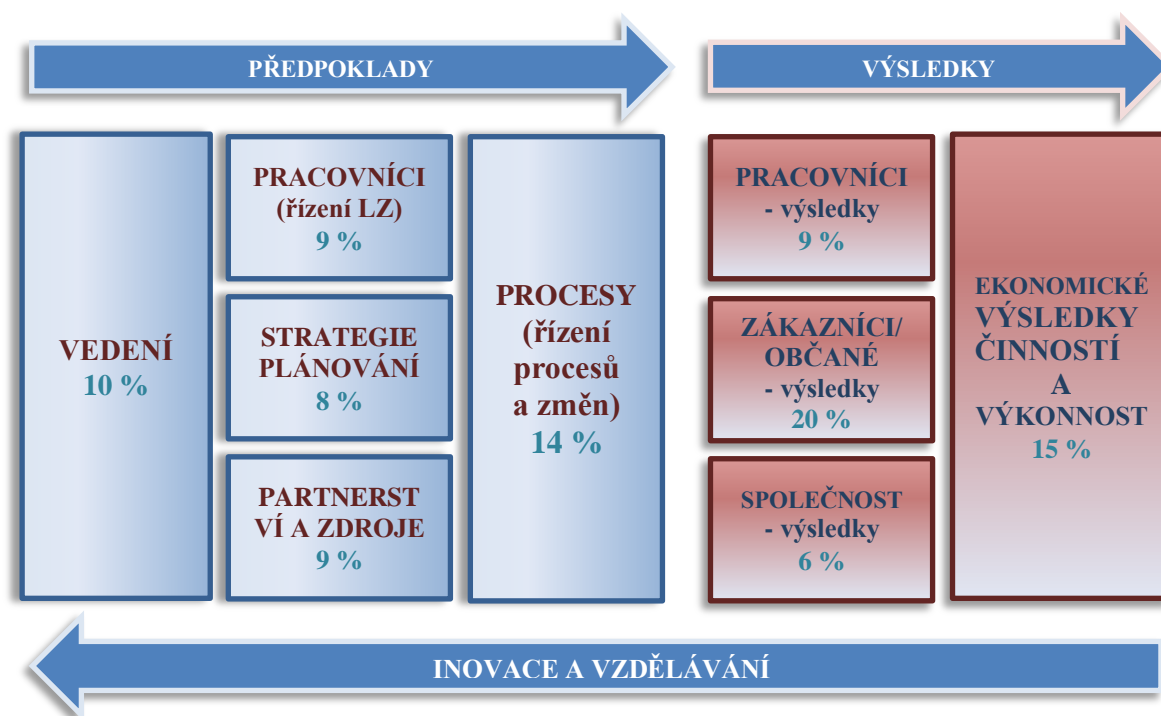 PŘEDPOKLADY
VÝSLEDKY
VEDENÍ
10 %
PRACOVNÍCI
(řízení LZ)
9 %
STRATEGIE
PLÁNOVÁNÍ
8 %
PARTNERST
VÍ A ZDROJE
9 %
PROCESY
(řízení
procesů
a změn)
14 %
PRACOVNÍCI
- výsledky
9 %
ZÁKAZNÍCI/
OBČANÉ
- výsledky
20 %
SPOLEČNOST
- výsledky
6 %
EKONOMICKÉ
VÝSLEDKY
ČINNOSTÍ
A
VÝKONNOST
15 %
INOVACE A VZDĚLÁVÁNÍ